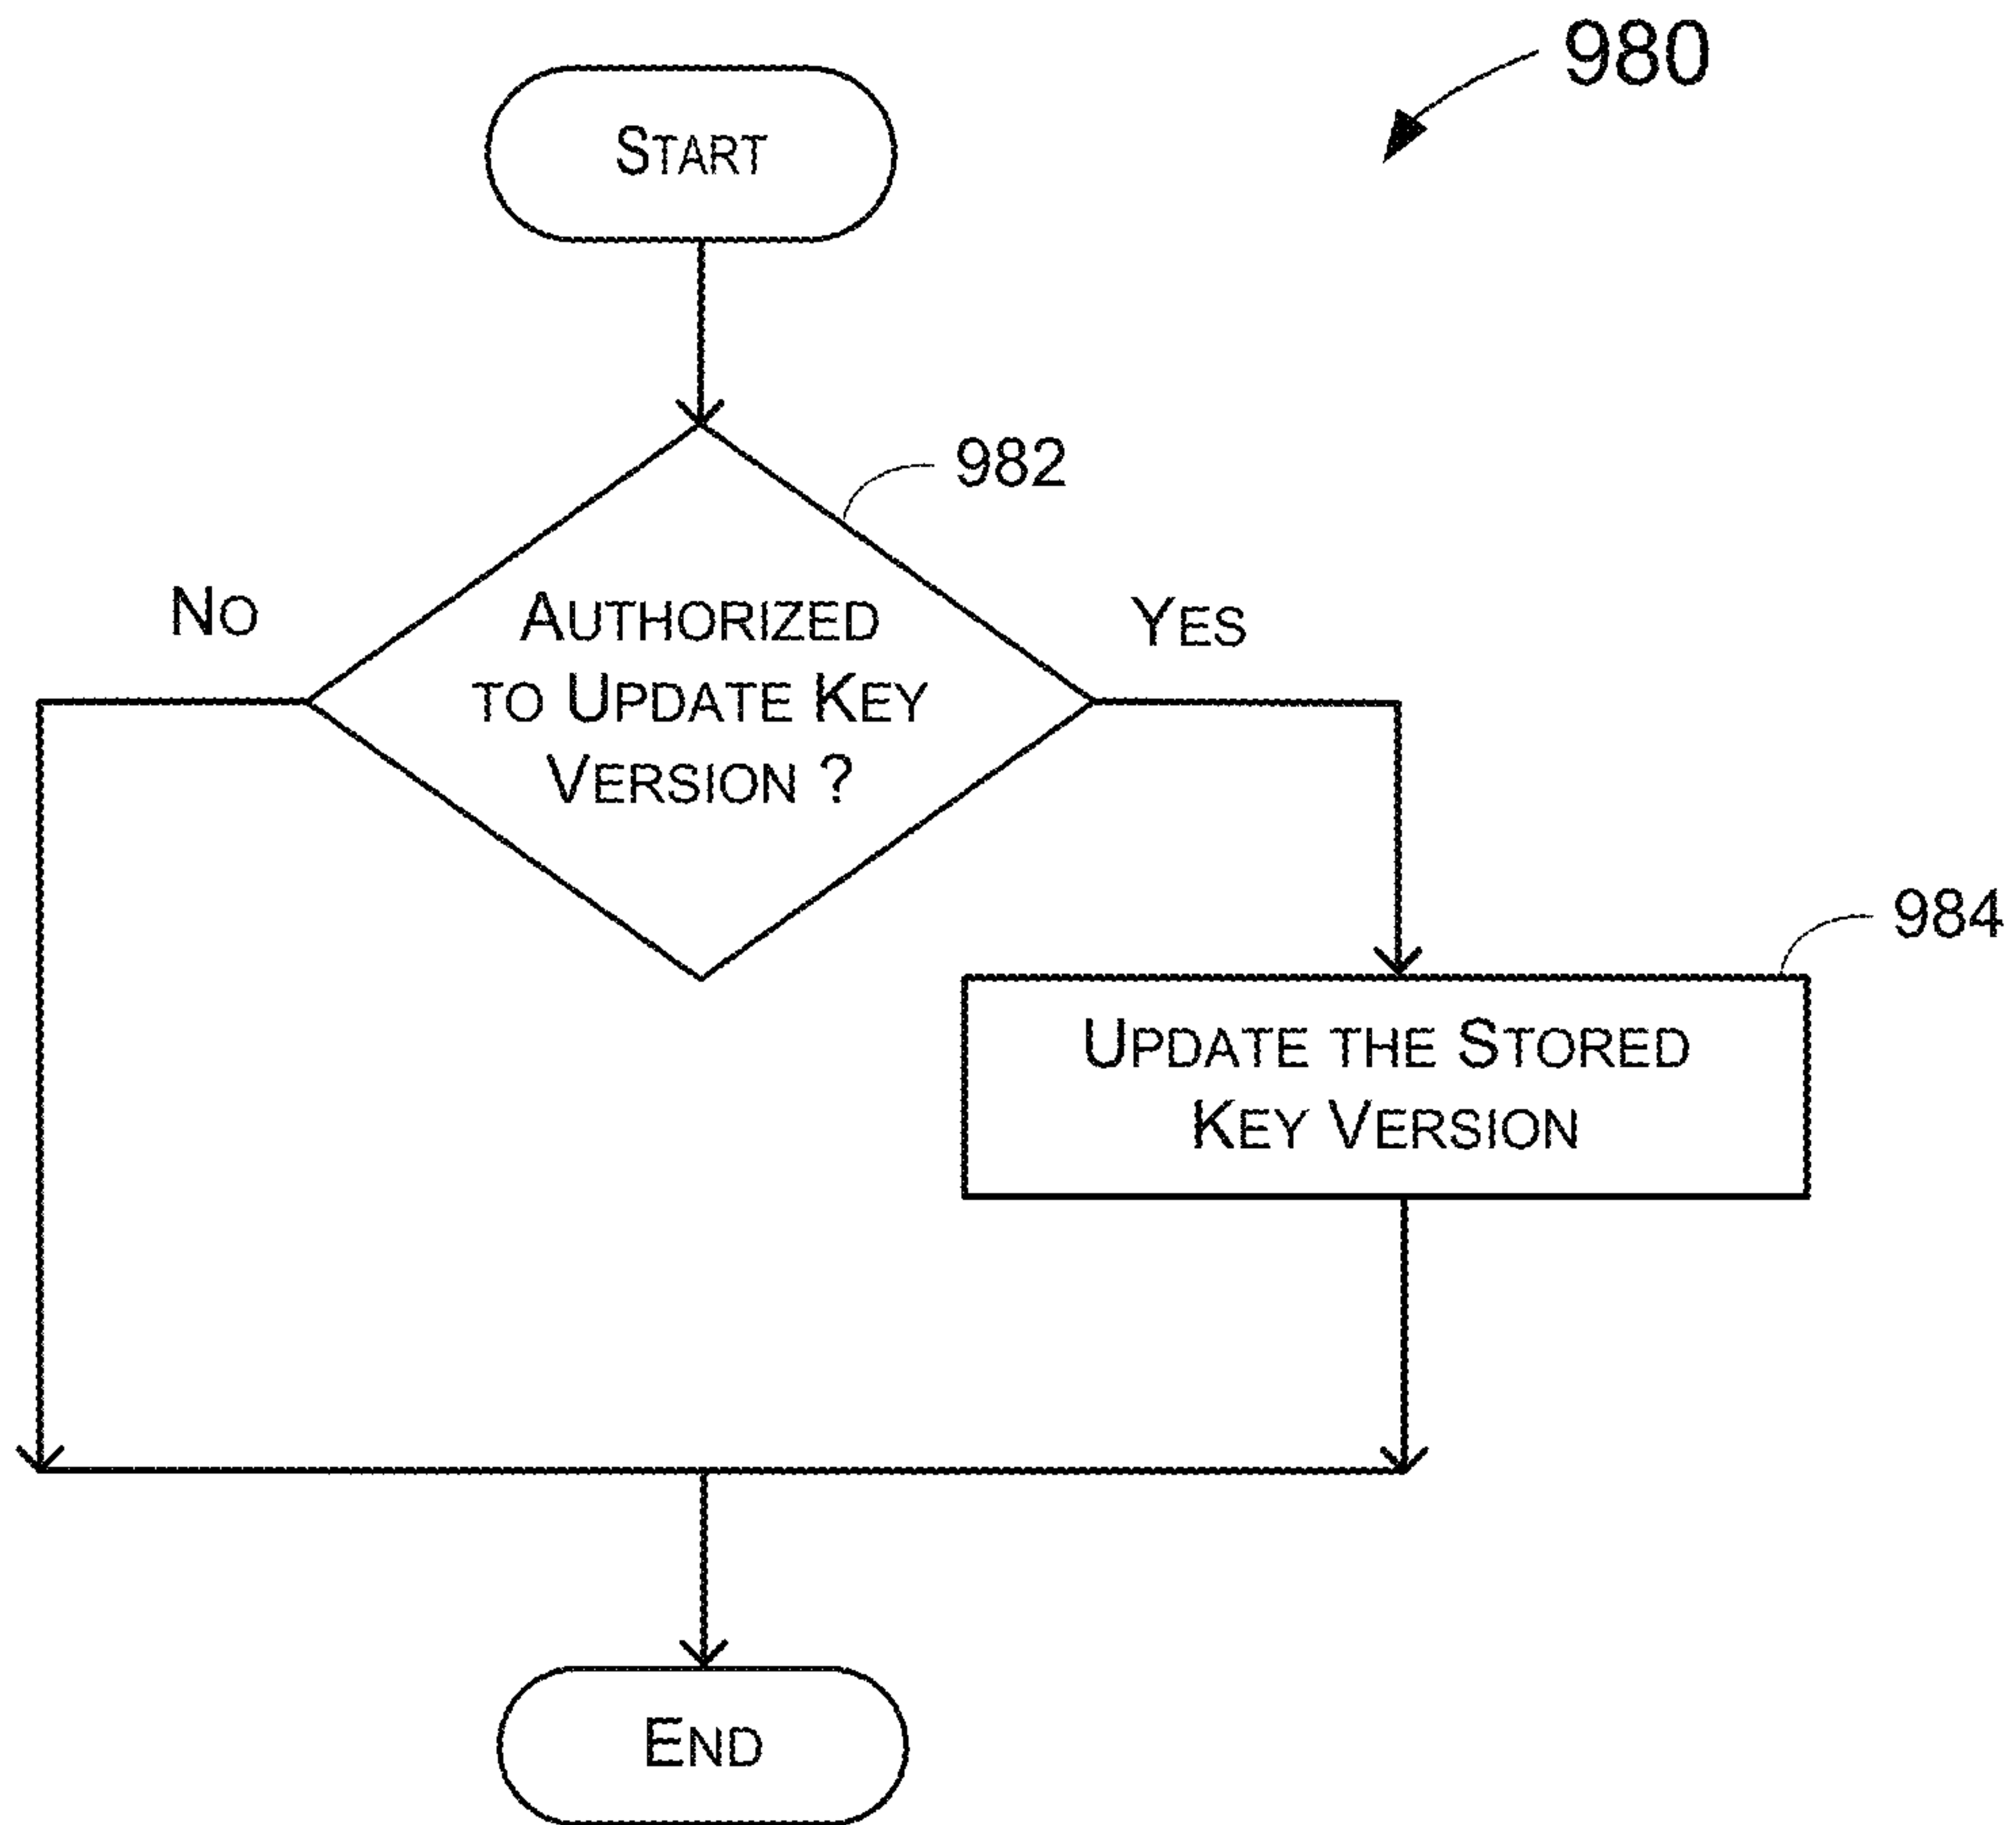 980
START
982
NO
YES
AUTHORIZED
TO UPDATE KEY
VERSION ?
984
UPDATE THE STORED
KEY VERSION
END